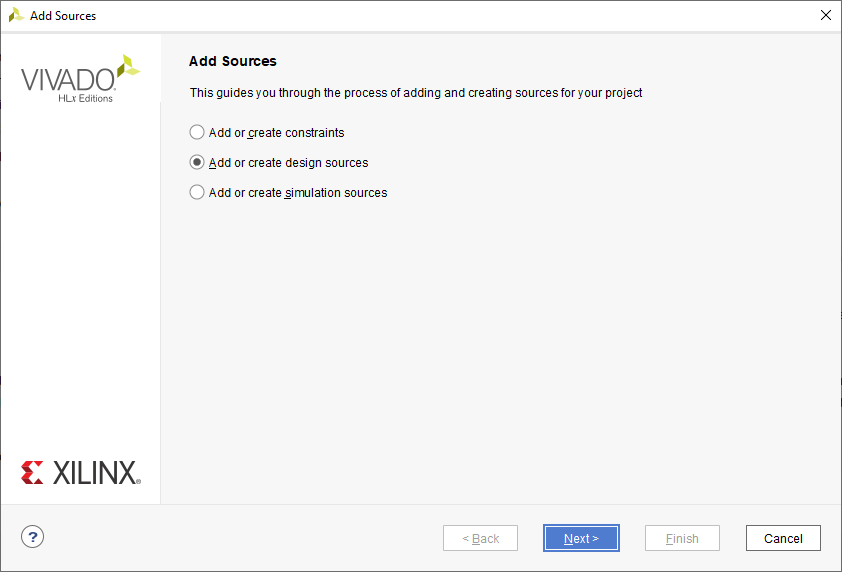 Add Sources
VIVADO.
HLx Editions
Add Sources
This guides you through the process of adding and creating sources for your project
Add or create constraints
Add or create design sources
Add or create simulation sources
XILINX®
?
< Back
Next >
Finish
Cancel